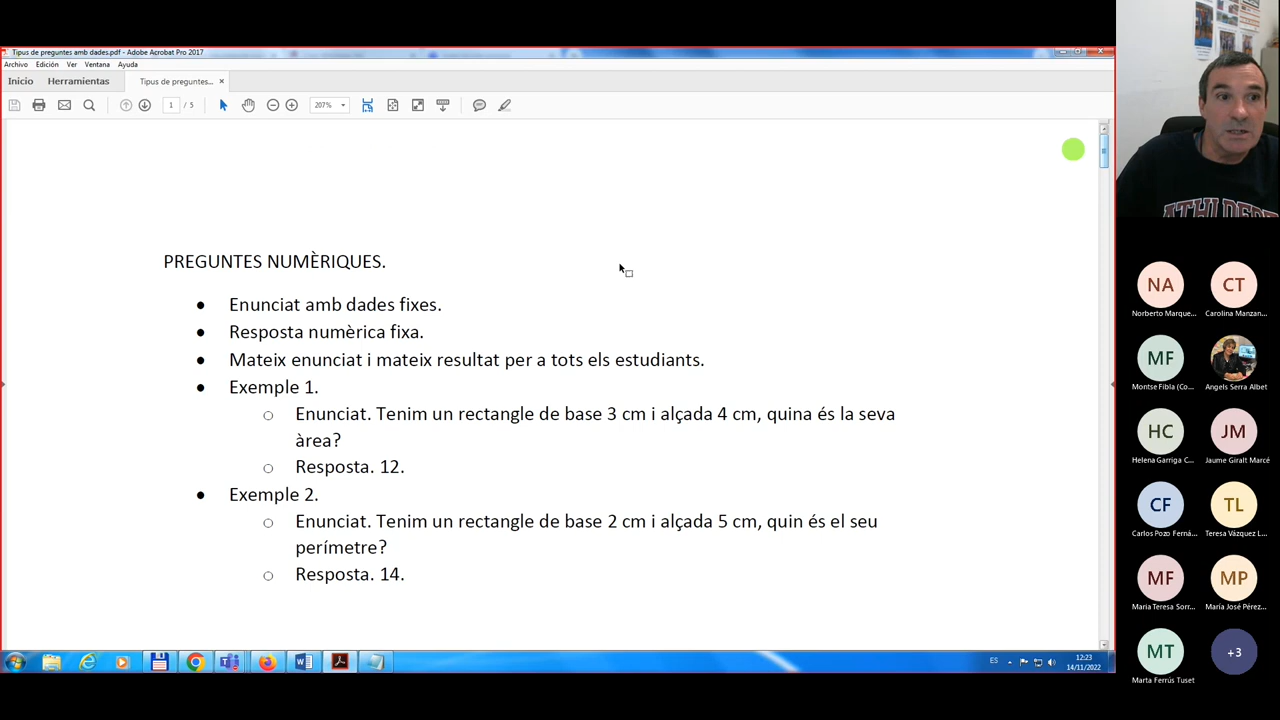 Tipus de preguntes amb dades.pdf - Adobe Acrobat Pro 2017
Archivo Edición Ver Ventana Ayuda
Inicio Herramientas Tipus de preguntes... ×
1 / 5 207%
PREGUNTES NUMÈRIQUES.
• Enunciat amb dades fixes.
• Resposta numèrica fixa.
• Mateix enunciat i mateix resultat per a tots els estudiants.
• Exemple 1.
○ Enunciat. Tenim un rectangle de base 3 cm i alçada 4 cm, quina és la seva
àrea?
○ Resposta. 12.
• Exemple 2.
○ Enunciat. Tenim un rectangle de base 2 cm i alçada 5 cm, quin és el seu
perímetre?
○ Resposta. 14.
ES 12:23
14/11/2022
NA CT
Norberto Marque... Carolina Manzan...
MF
Montse Fibla (Co... Angels Serra Albet
HC JM
Helena Garriga C... Jaume Giralt Marcé
CF TL
Carlos Pozo Ferná... Teresa Vázquez L...
MF MP
Maria Teresa Sorr... María José Pérez...
MT +3
Marta Ferrús Tuset